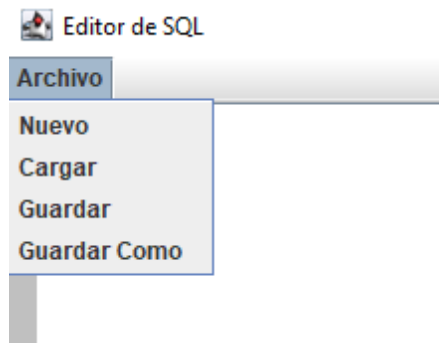 Editor de SQL
Archivo
Nuevo
Cargar
Guardar
Guardar Como